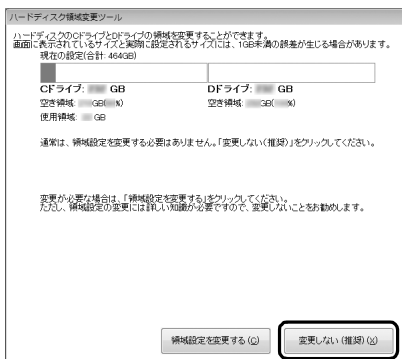 ハードディスク領域変更ツール
ハードディスクのCドライブとDドライブの領域を変更することができます。
画面に表示されているサイズと実際に設定されるサイズには、1GB未満の誤差が生じる場合があります。
現在の設定(合計: 464GB)
Cドライブ: GB Dドライブ: GB
空き領域: GB( %) 空き領域: GB( %)
使用領域: GB
通常は、領域設定を変更する必要はありません。「変更しない(推奨)」をクリックしてください。
変更が必要な場合は、「領域設定を変更する」をクリックしてください。
ただし、領域設定の変更には詳しい知識が必要ですので、変更しないことをお勧めします。
領域設定を変更する(C) 変更しない(推奨)(X)